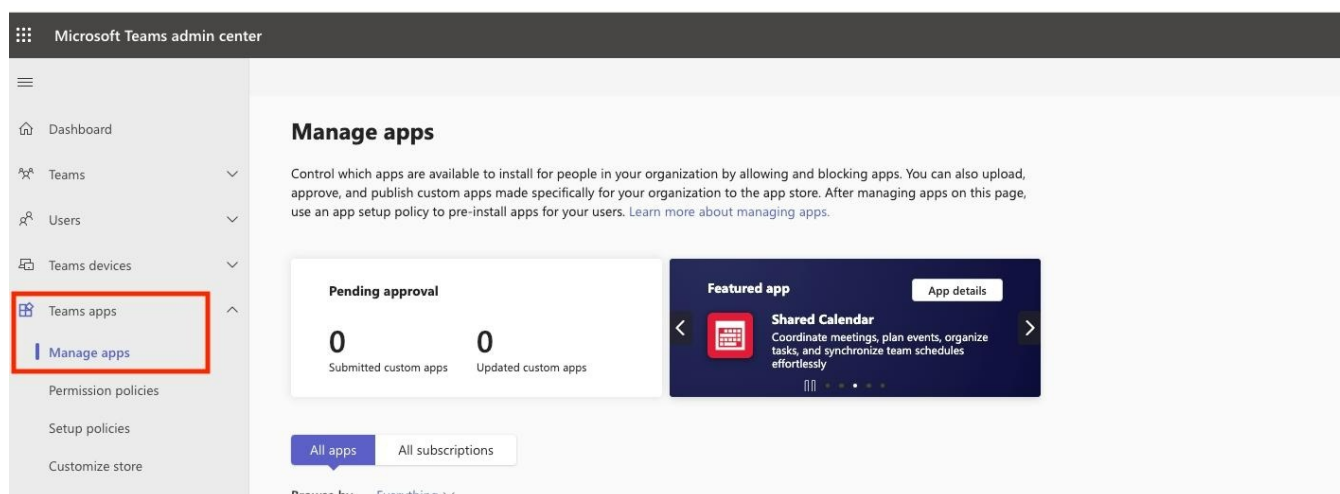 Microsoft Teams admin center
Dashboard
Teams
Users
Teams devices
Teams apps
Manage apps
Permission policies
Setup policies
Customize store
Manage apps
Control which apps are available to install for people in your organization by allowing and blocking apps. You can also upload,
approve, and publish custom apps made specifically for your organization to the app store. After managing apps on this page,
use an app setup policy to pre-install apps for your users. Learn more about managing apps.
Pending approval
0
Submitted custom apps
0
Updated custom apps
Featured app
App details
Shared Calendar
Coordinate meetings, plan events, organize
tasks, and synchronize team schedules
effortlessly
All apps
All subscriptions
Browse by
Everything